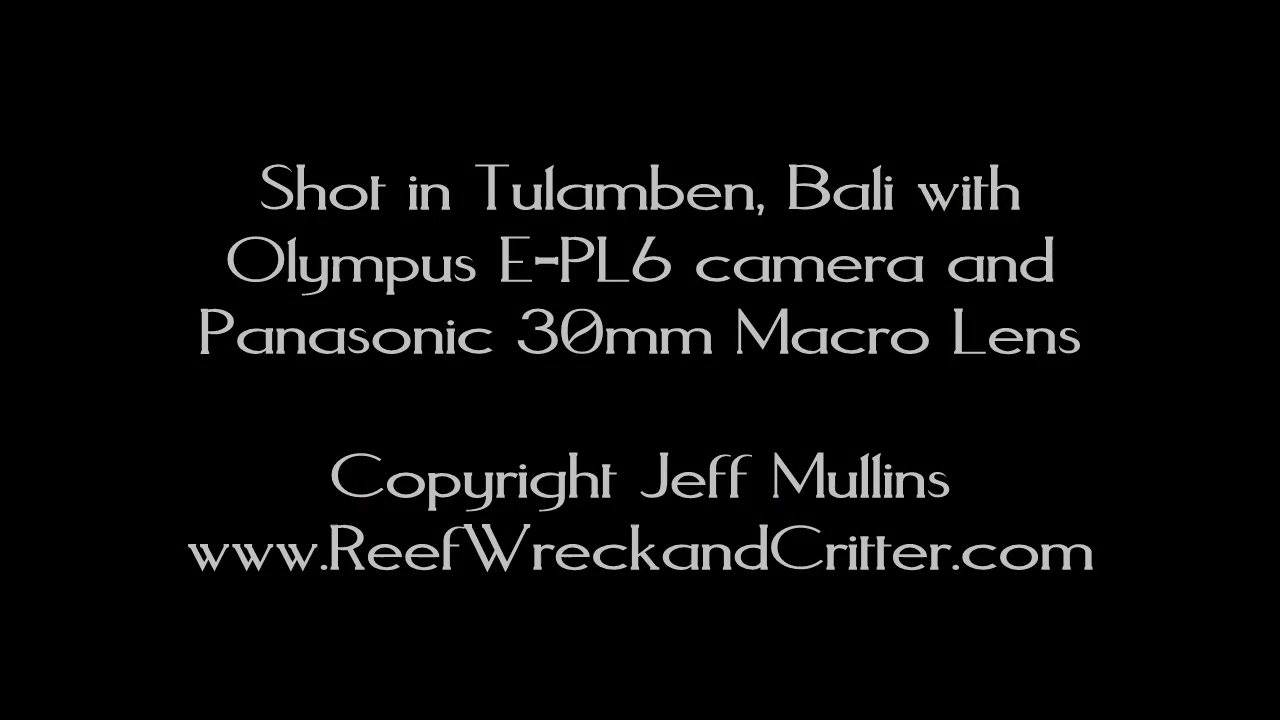 Shot in Tulamben, Bali with
Olympus E-PL6 camera and
Panasonic 30mm Macro Lens
Copyright Jeff Mullins
www.ReefWreckandCritter.com